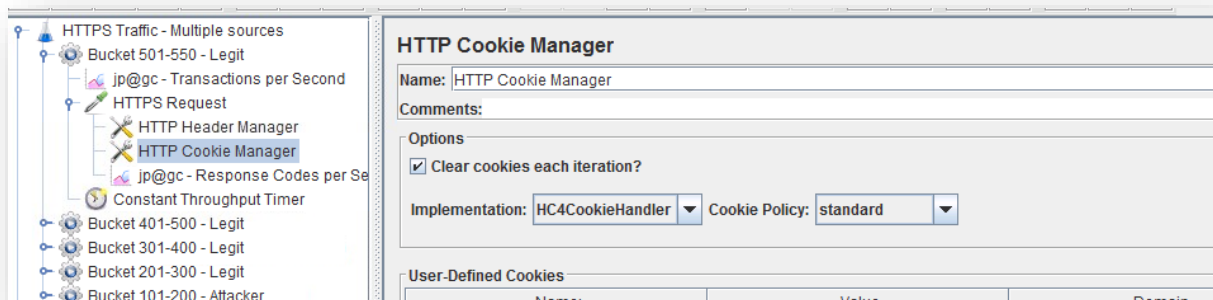 HTTPS Traffic - Multiple sources
Bucket 501-550 - Legit
jp@gc - Transactions per Second
HTTPS Request
HTTP Header Manager
HTTP Cookie Manager
jp@gc - Response Codes per Se
Constant Throughput Timer
Bucket 401-500 - Legit
Bucket 301-400 - Legit
Bucket 201-300 - Legit
Bucket 101-200 - Attacker
HTTP Cookie Manager
Name: HTTP Cookie Manager
Comments:
Options
Clear cookies each iteration?
Implementation: HC4CookieHandler Cookie Policy: standard
User-Defined Cookies
Name: Value Domain